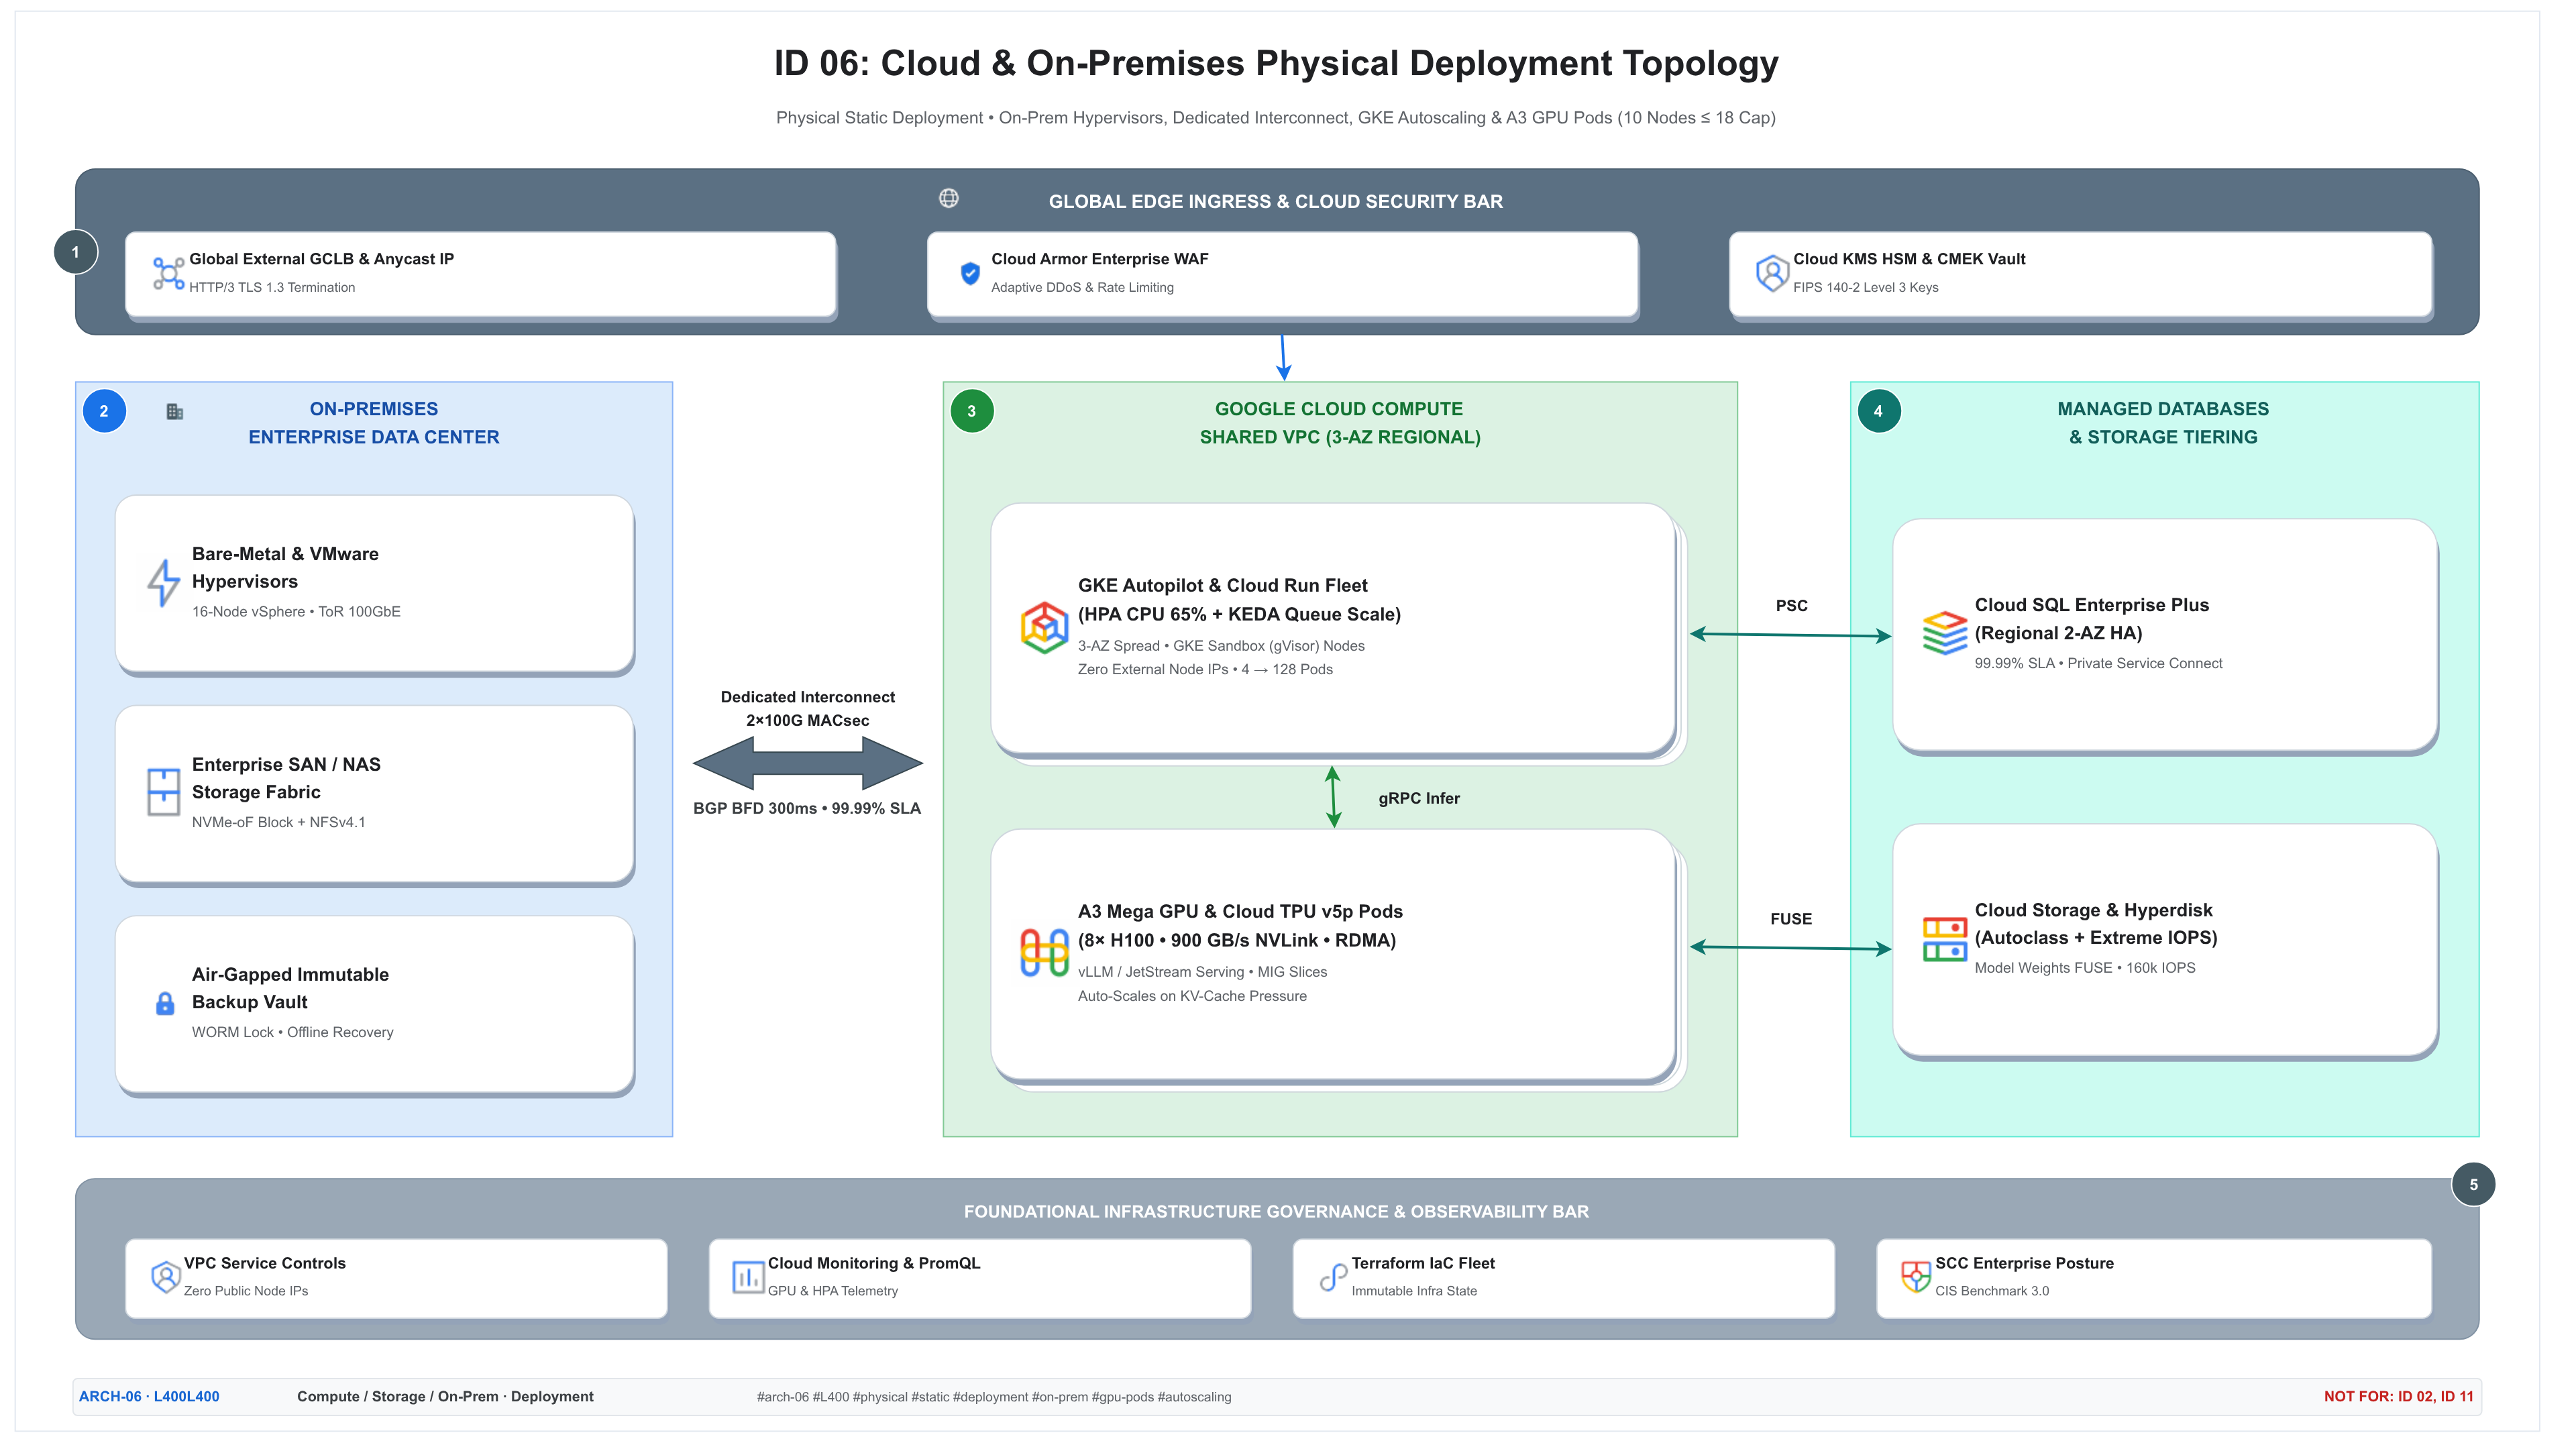 ID 06: Cloud & On-Premises Physical Deployment Topology
Physical Static Deployment • On-Prem Hypervisors, Dedicated Interconnect, GKE Autoscaling & A3 GPU Pods (10 Nodes ≤ 18 Cap)
GLOBAL EDGE INGRESS & CLOUD SECURITY BAR
1
Global External GCLB & Anycast IP
HTTP/3 TLS 1.3 Termination
Cloud Armor Enterprise WAF
Adaptive DDoS & Rate Limiting
Cloud KMS HSM & CMEK Vault
FIPS 140-2 Level 3 Keys
2
ON-PREMISES
ENTERPRISE DATA CENTER
Bare-Metal & VMware
Hypervisors
16-Node vSphere • ToR 100GbE
Enterprise SAN / NAS
Storage Fabric
NVMe-oF Block + NFSv4.1
Air-Gapped Immutable
Backup Vault
WORM Lock • Offline Recovery
Dedicated Interconnect
2×100G MACsec
BGP BFD 300ms • 99.99% SLA
3
GOOGLE CLOUD COMPUTE
SHARED VPC (3-AZ REGIONAL)
GKE Autopilot & Cloud Run Fleet
(HPA CPU 65% + KEDA Queue Scale)
3-AZ Spread • GKE Sandbox (gVisor) Nodes
Zero External Node IPs • 4 → 128 Pods
gRPC Infer
A3 Mega GPU & Cloud TPU v5p Pods
(8× H100 • 900 GB/s NVLink • RDMA)
vLLM / JetStream Serving • MIG Slices
Auto-Scales on KV-Cache Pressure
PSC
FUSE
4
MANAGED DATABASES
& STORAGE TIERING
Cloud SQL Enterprise Plus
(Regional 2-AZ HA)
99.99% SLA • Private Service Connect
Cloud Storage & Hyperdisk
(Autoclass + Extreme IOPS)
Model Weights FUSE • 160k IOPS
5
FOUNDATIONAL INFRASTRUCTURE GOVERNANCE & OBSERVABILITY BAR
VPC Service Controls
Zero Public Node IPs
Cloud Monitoring & PromQL
GPU & HPA Telemetry
Terraform IaC Fleet
Immutable Infra State
SCC Enterprise Posture
CIS Benchmark 3.0
ARCH-06 · L400L400
Compute / Storage / On-Prem · Deployment
#arch-06 #L400 #physical #static #deployment #on-prem #gpu-pods #autoscaling
NOT FOR: ID 02, ID 11